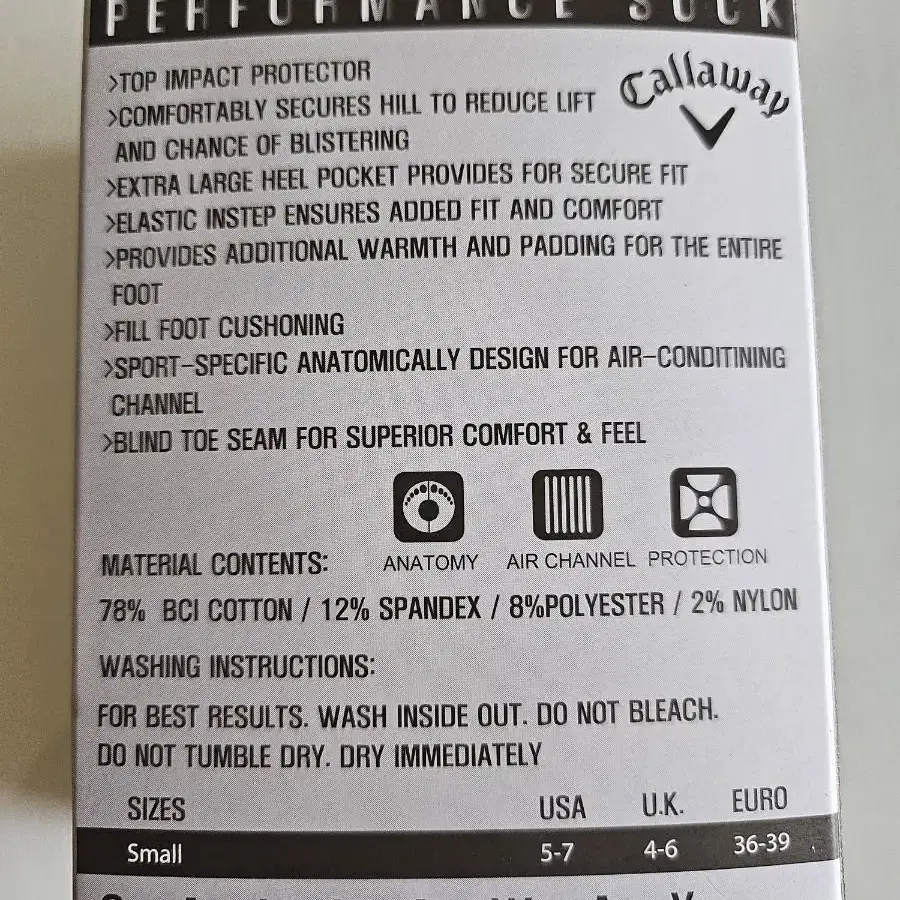 PERFORMANCE SOCK
Callaway
>TOP IMPACT PROTECTOR
>COMFORTABLY SECURES HILL TO REDUCE LIFT
AND CHANCE OF BLISTERING
>EXTRA LARGE HEEL POCKET PROVIDES FOR SECURE FIT
>ELASTIC INSTEP ENSURES ADDED FIT AND COMFORT
>PROVIDES ADDITIONAL WARMTH AND PADDING FOR THE ENTIRE
FOOT
>FILL FOOT CUSHIONING
>SPORT-SPECIFIC ANATOMICALLY DESIGN FOR AIR-CONDITINING
CHANNEL
>BLIND TOE SEAM FOR SUPERIOR COMFORT & FEEL
ANATOMY AIR CHANNEL PROTECTION
MATERIAL CONTENTS:
78% BCI COTTON / 12% SPANDEX / 8%POLYESTER / 2% NYLON
WASHING INSTRUCTIONS:
FOR BEST RESULTS. WASH INSIDE OUT. DO NOT BLEACH.
DO NOT TUMBLE DRY. DRY IMMEDIATELY
SIZES USA U.K. EURO
Small 5-7 4-6 36-39